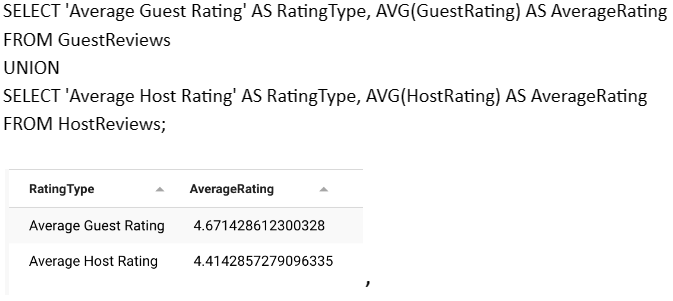 SELECT 'Average Guest Rating' AS RatingType, AVG(GuestRating) AS AverageRating
FROM GuestReviews
UNION
SELECT 'Average Host Rating' AS RatingType, AVG(HostRating) AS AverageRating
FROM HostReviews;
RatingType AverageRating
Average Guest Rating 4.671428612300328
Average Host Rating 4.4142857279096335
,